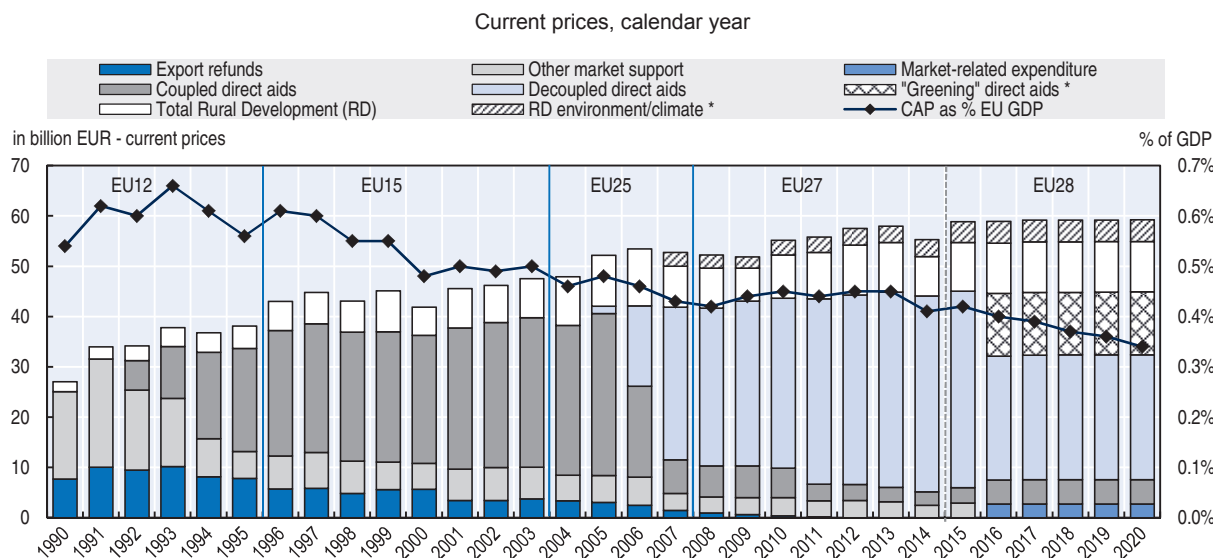 Current prices, calendar year
Export refunds Other market support Market-related expenditure
Coupled direct aids Decoupled direct aids "Greening" direct aids *
Total Rural Development (RD) RD environment/climate * CAP as % EU GDP
in billion EUR - current prices % of GDP
70 0.7%
EU12 EU15 EU25 EU27 EU28
60 0.6%
50 0.5%
40 0.4%
30 0.3%
20 0.2%
10 0.1%
0 0.0%
1990 1991 1992 1993 1994 1995 1996 1997 1998 1999 2000 2001 2002 2003 2004 2005 2006 2007 2008 2009 2010 2011 2012 2013 2014 2015 2016 2017 2018 2019 2020